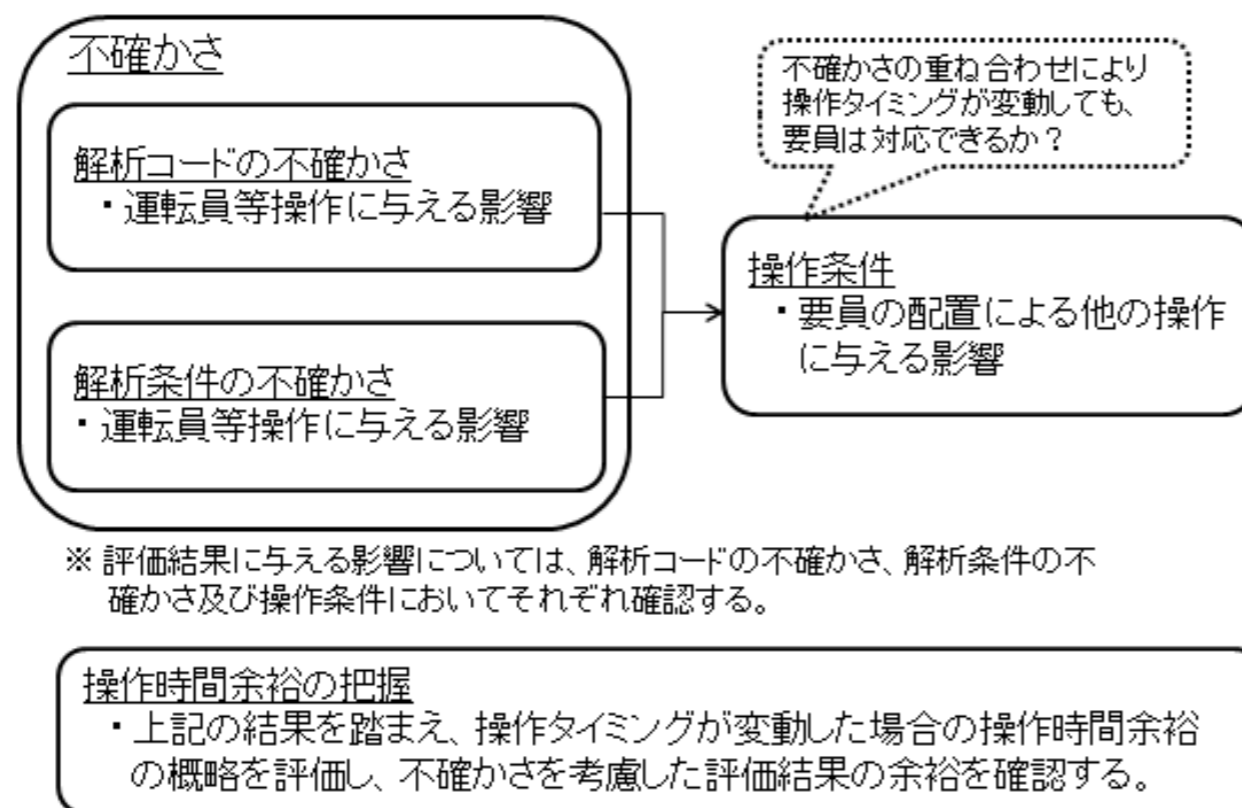 不確かさ
解析コードの不確かさ
・運転員等操作に与える影響
解析条件の不確かさ
・運転員等操作に与える影響
不確かさの重ね合わせにより
操作タイミングが変動しても、
要員は対応できるか?
操作条件
・要員の配置による他の操作
に与える影響
※ 評価結果に与える影響については、解析コードの不確かさ、解析条件の不
確かさ及び操作条件においてそれぞれ確認する。
操作時間余裕の把握
・上記の結果を踏まえ、操作タイミングが変動した場合の操作時間余裕
の概略を評価し、不確かさを考慮した評価結果の余裕を確認する。